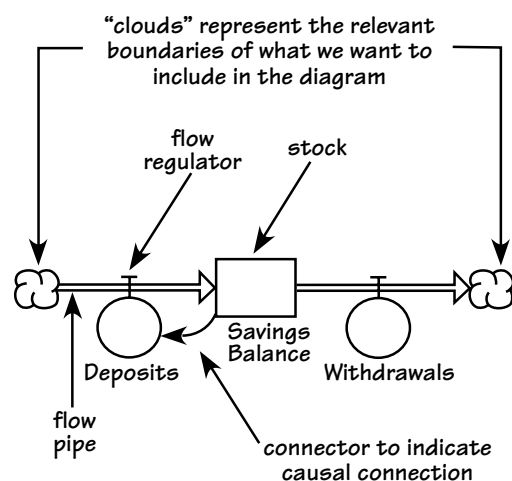 “clouds” represent the relevant
boundaries of what we want to
include in the diagram
flow
regulator
stock
Savings
Balance
Deposits
Withdrawals
flow
pipe
connector to indicate
causal connection